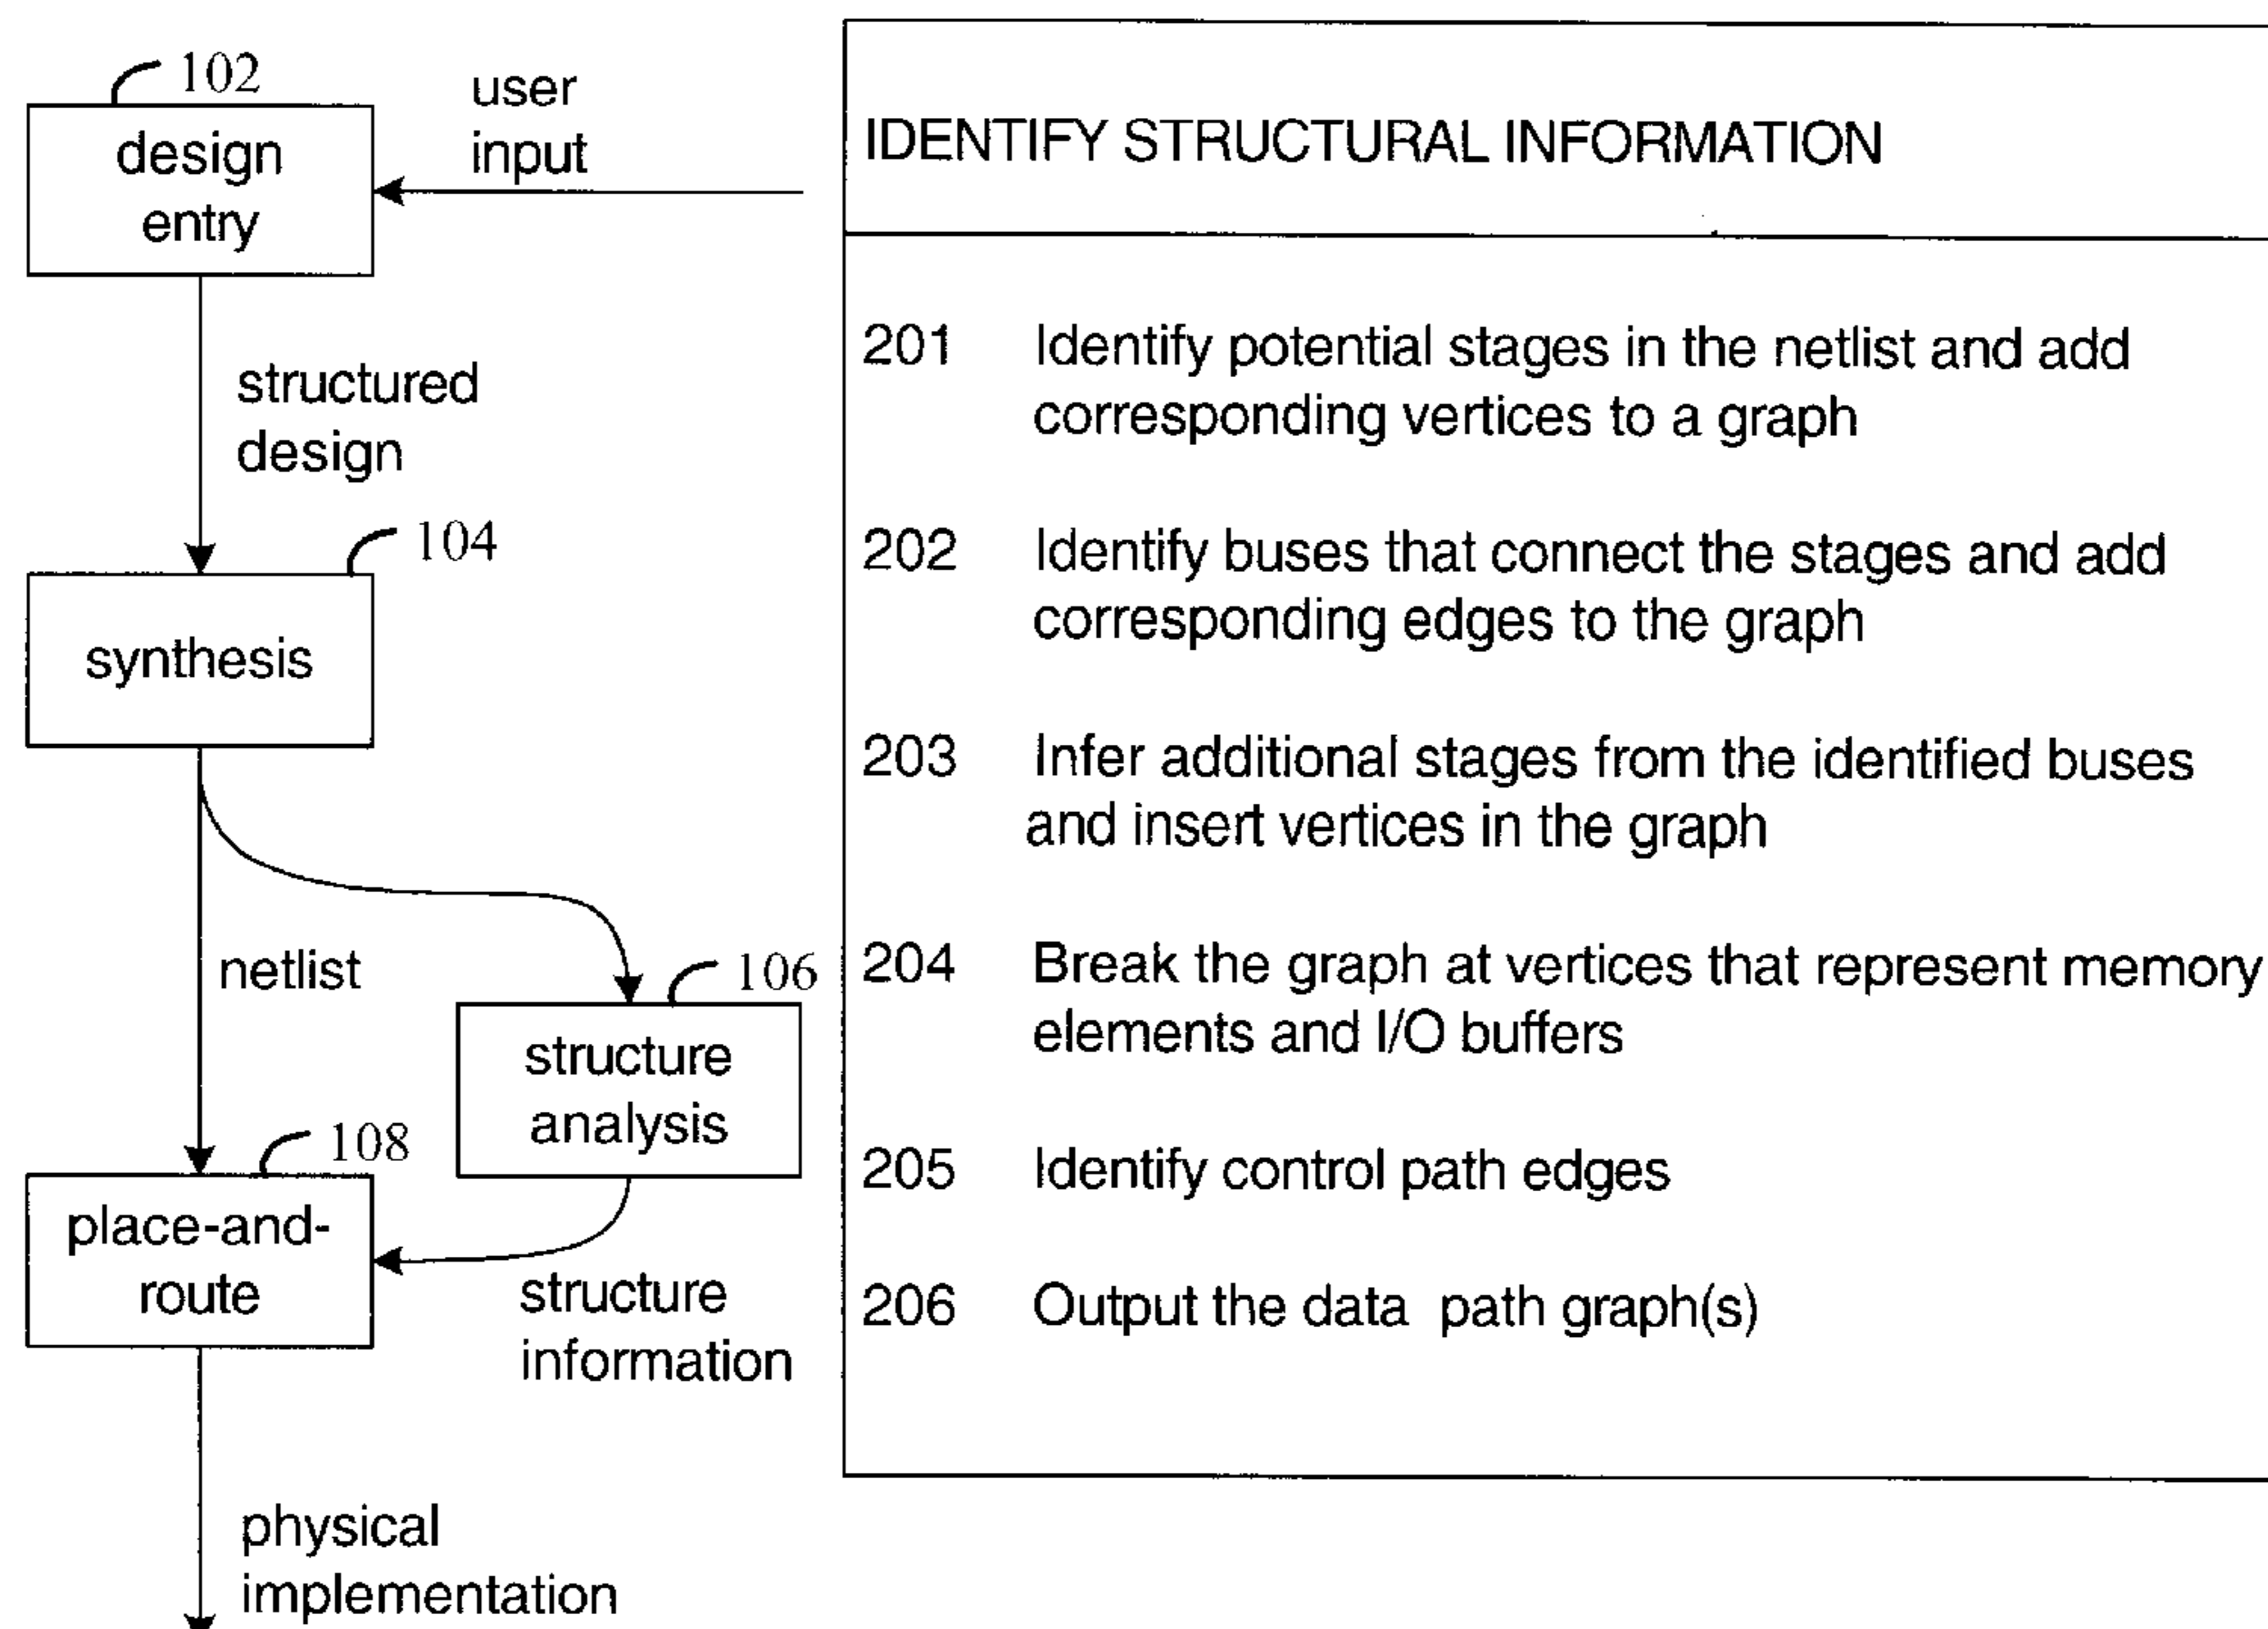 102
user
input
design
entry
structured
design
104
synthesis
netlist
106
structure
analysis
108
place-and-
route
structure
information
physical
implementation
IDENTIFY STRUCTURAL INFORMATION
201 Identify potential stages in the netlist and add
corresponding vertices to a graph
202 Identify buses that connect the stages and add
corresponding edges to the graph
203 Infer additional stages from the identified buses
and insert vertices in the graph
204 Break the graph at vertices that represent memory
elements and I/O buffers
205 Identify control path edges
206 Output the data path graph(s)